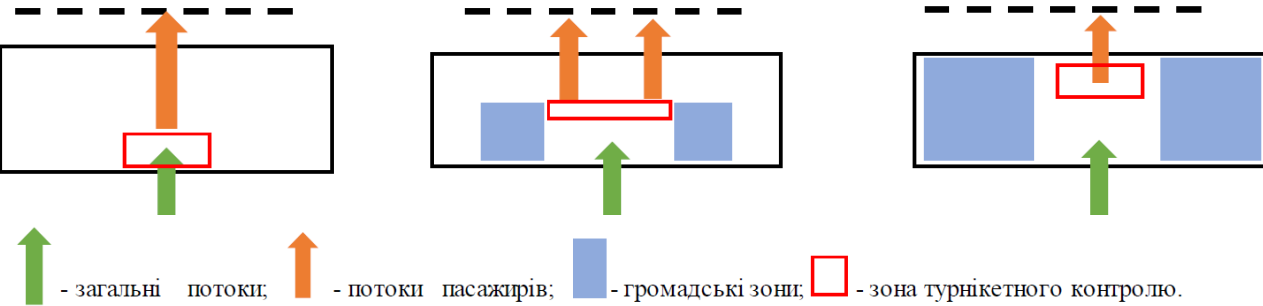 - загальні потоки; - потоки пасажирів; - громадські зони; - зона турнікетного контролю.